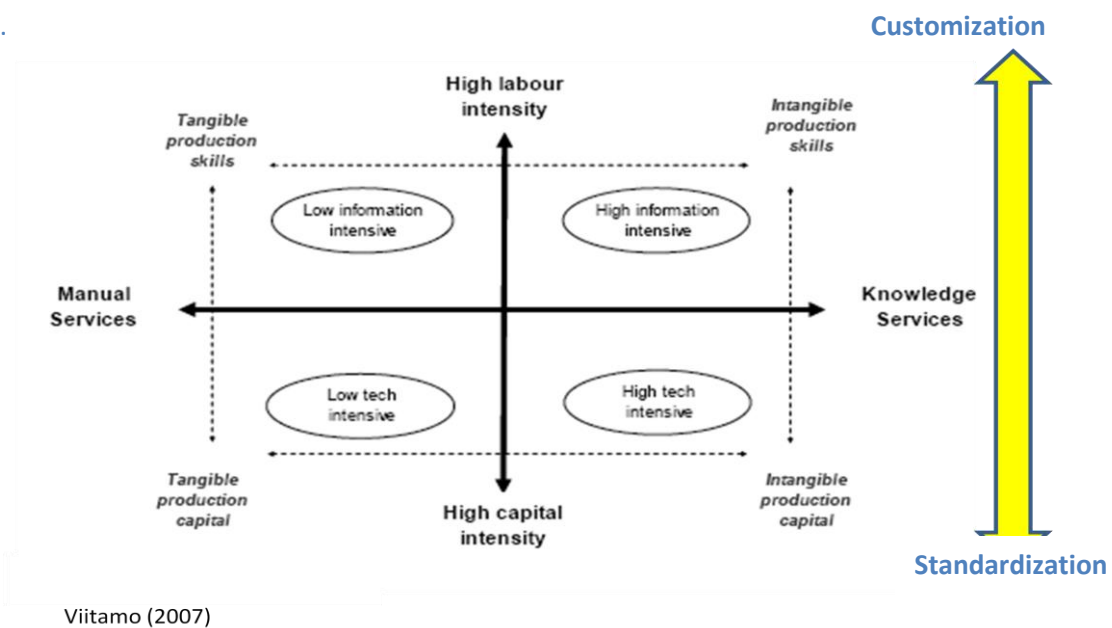 .
Customization
High labour
intensity
Tangible
production
skills
Intangible
production
skills
Low information
intensive
High information
intensive
Manual
Services
Knowledge
Services
Low tech
intensive
High tech
intensive
Tangible
production
capital
High capital
intensity
Intangible
production
capital
Standardization
Viitamo (2007)